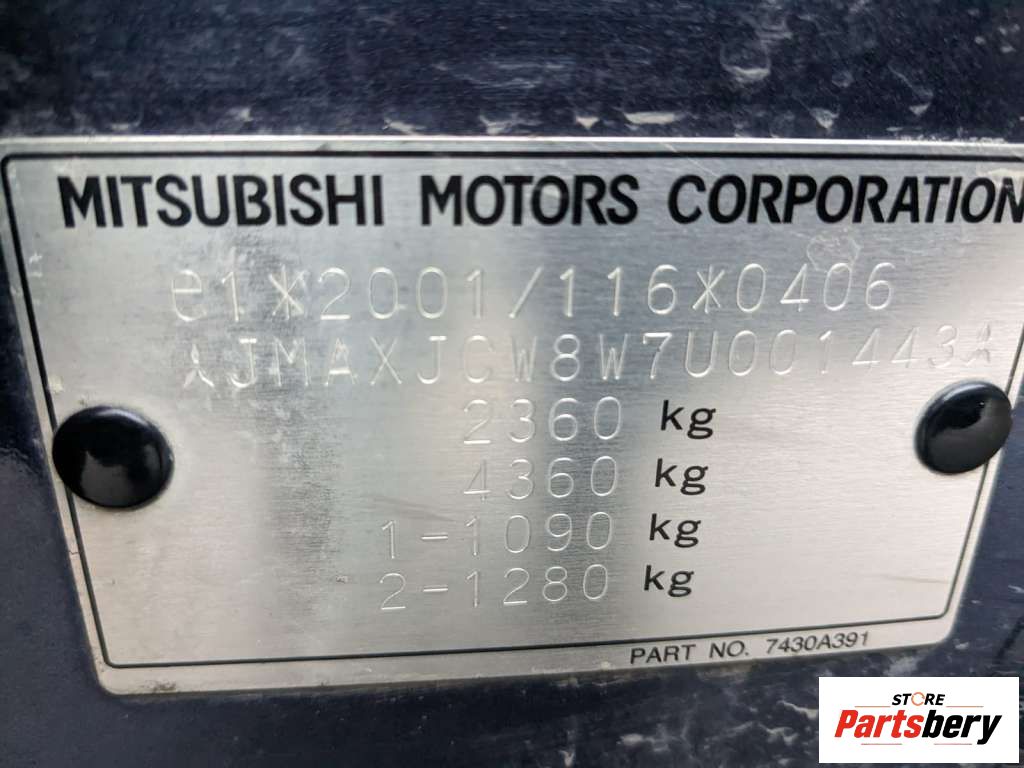 MITSUBISHI MOTORS CORPORATION
e1*2001/116*0406
JMAXJCW8W7U001443
2360 kg
4360 kg
1-1090 kg
2-1280 kg
PART NO. 7430A391
STORE
Partsbery